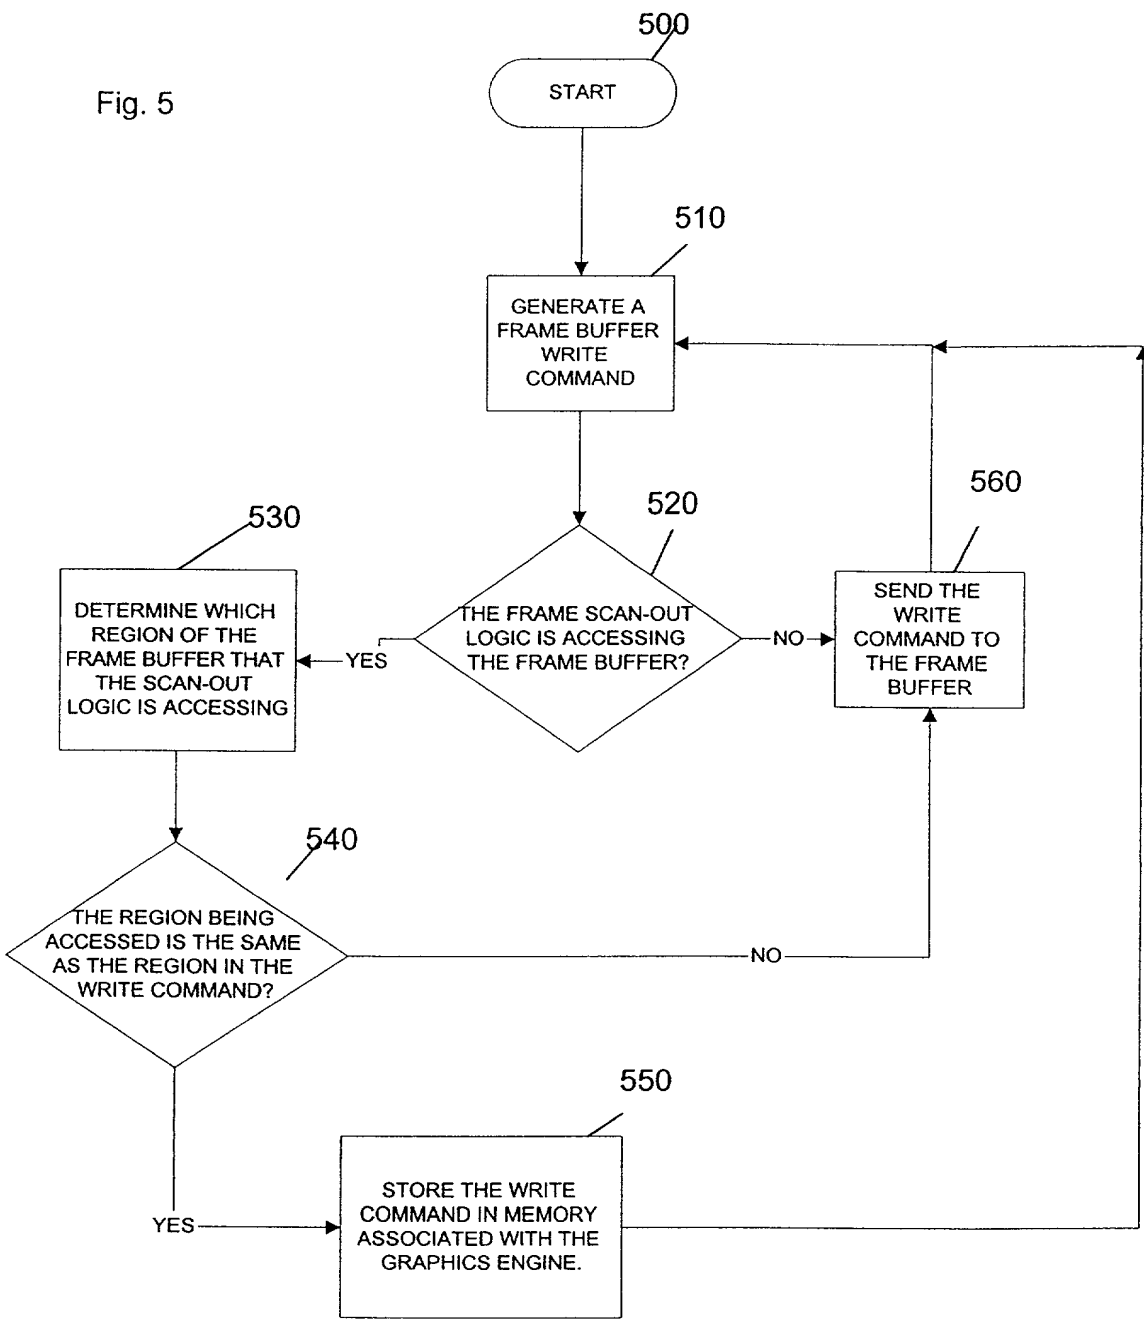 500
START
Fig. 5
510
GENERATE A
FRAME BUFFER
WRITE
COMMAND
560
520
530
SEND THE
WRITE
COMMAND TO
THE FRAME
BUFFER
DETERMINE WHICH
REGION OF THE
FRAME BUFFER THAT
THE SCAN-OUT
LOGIC IS ACCESSING
THE FRAME SCAN-OUT
LOGIC IS ACCESSING
THE FRAME BUFFER?
NO
YES
540
THE REGION BEING
ACCESSED IS THE SAME
AS THE REGION IN THE
WRITE COMMAND?
NO
550
STORE THE WRITE
COMMAND IN MEMORY
ASSOCIATED WITH THE
GRAPHICS ENGINE.
YES